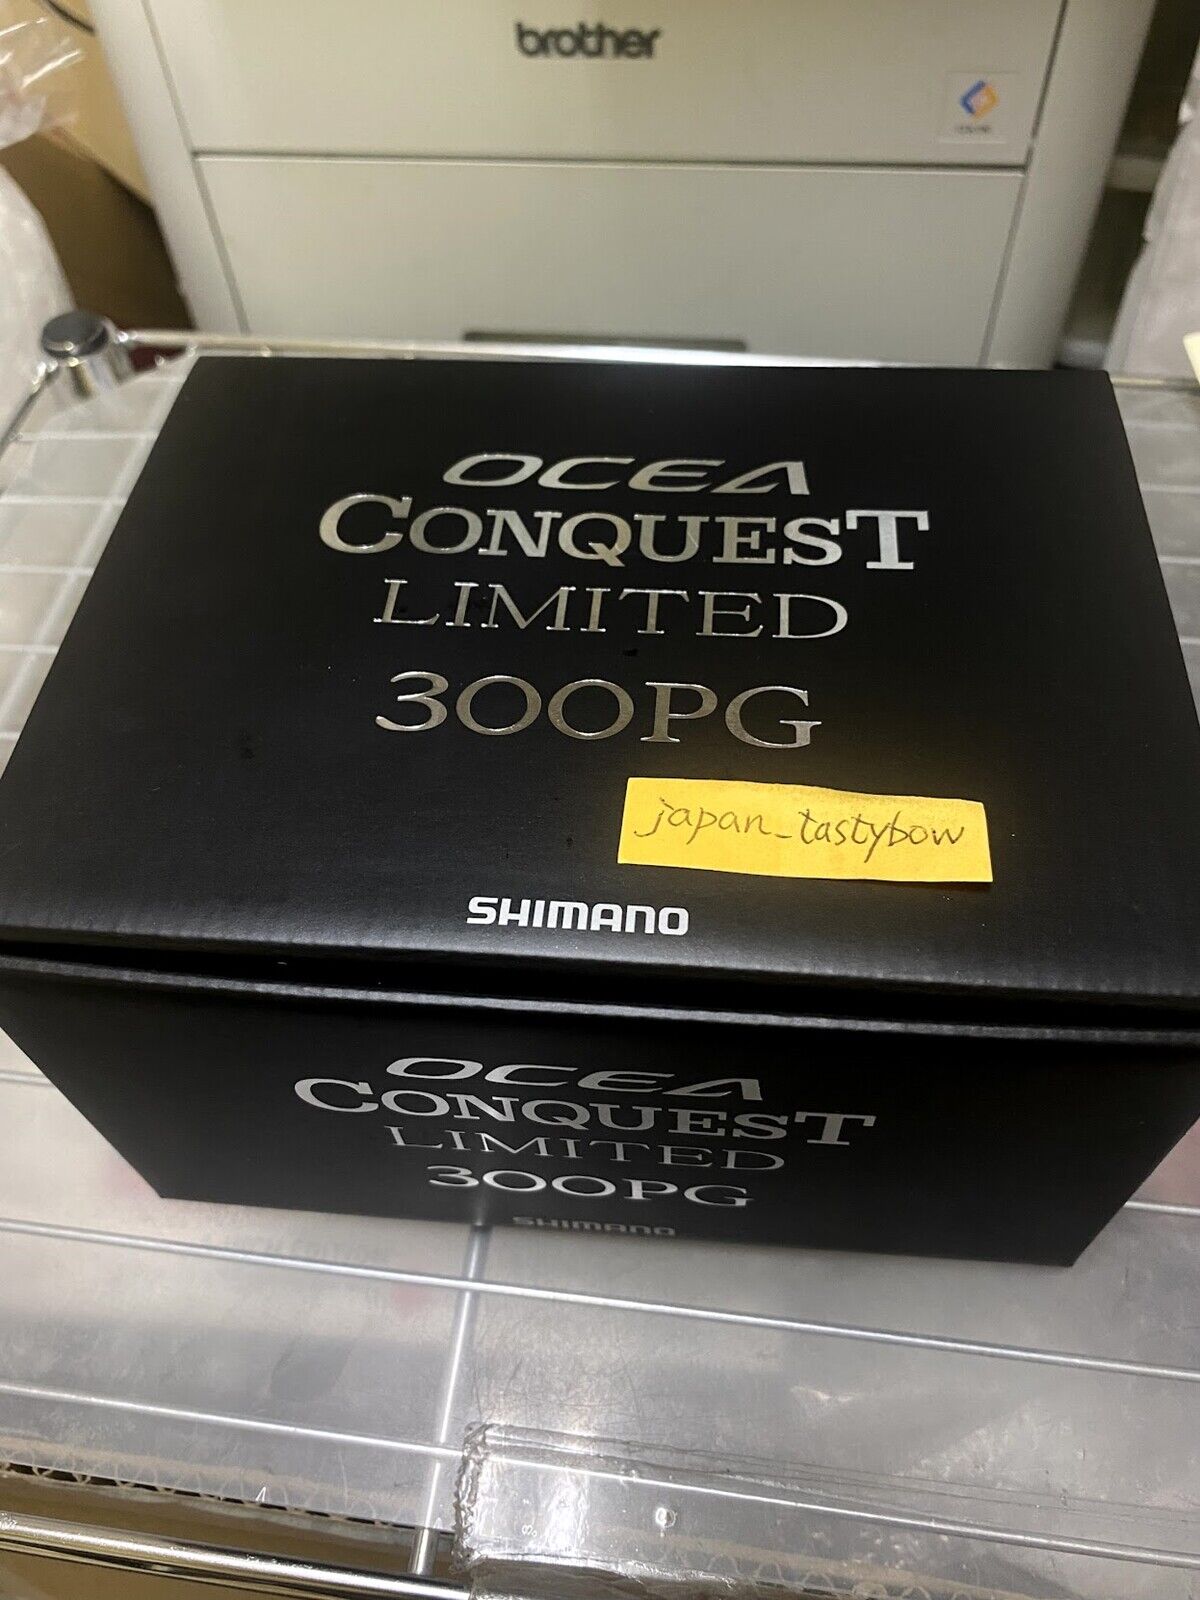 brother
OCEA
CONQUEST
LIMITED
300PG
japan_tastybow
SHIMANO
OCEA
CONQUEST
LIMITED
300PG
SHIMANO